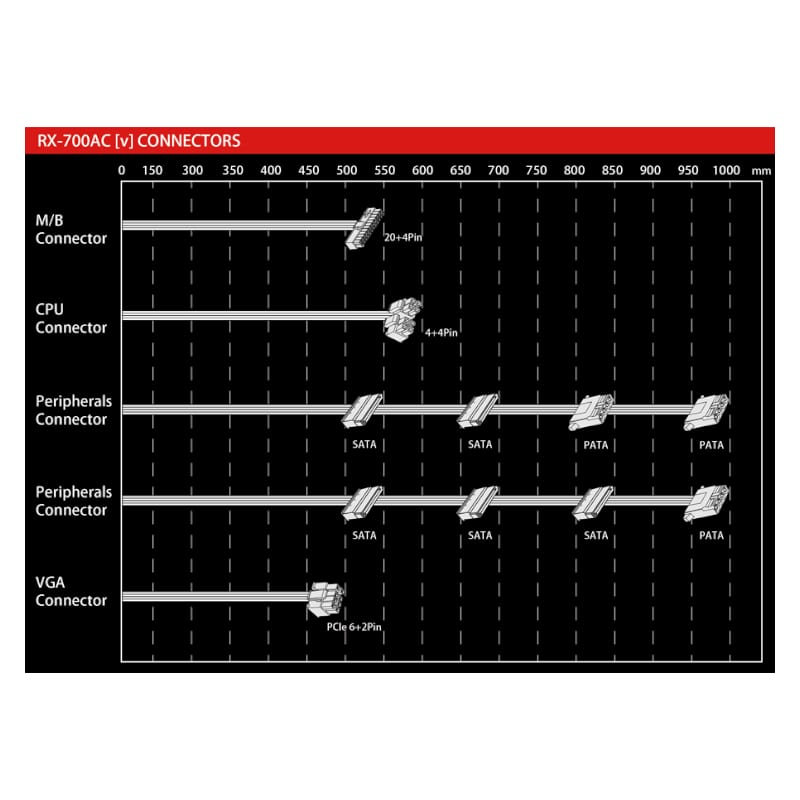 RX-700AC [v] CONNECTORS
0 150 300 350 400 450 500 550 600 650 700 750 800 850 900 950 1000 mm
M/B
Connector
20+4Pin
CPU
Connector
4+4Pin
Peripherals
Connector
SATA SATA PATA PATA
Peripherals
Connector
SATA SATA SATA PATA
VGA
Connector
PCIe 6+2Pin